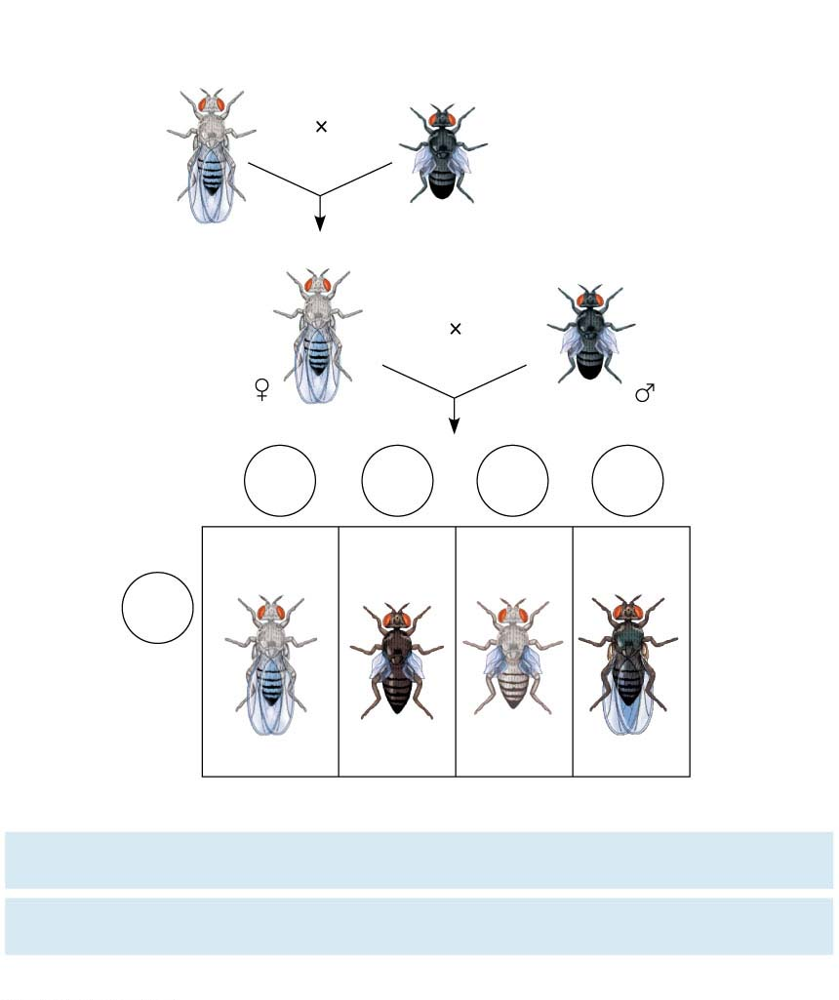 ×
×
♀ ♂